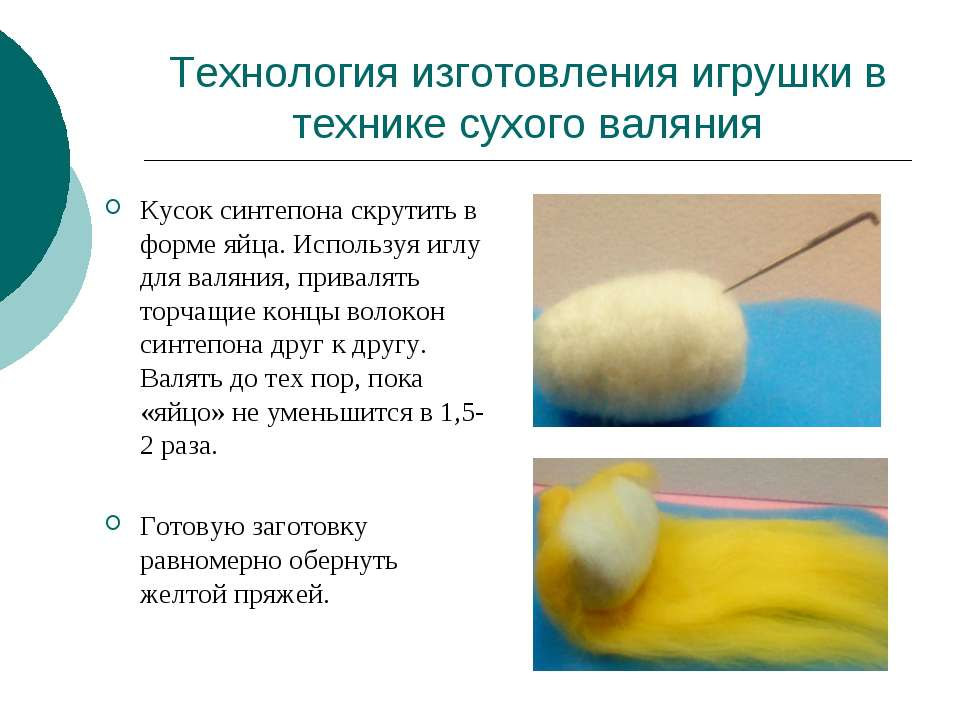 Технология изготовления игрушки в
технике сухого валяния
Кусок синтепона скрутить в
форме яйца. Используя иглу
для валяния, привалять
торчащие концы волокон
синтепона друг к другу.
Валять до тех пор, пока
«яйцо» не уменьшится в 1,5-
2 раза.
Готовую заготовку
равномерно обернуть
желтой пряжей.